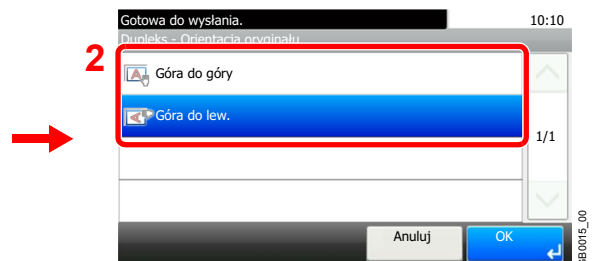 Gotowa do wysłania.
10:10
Dupleks - Orientacja oryginału
2
Góra do góry
Góra do lew.
1/1
Anuluj
OK
GB0015_00